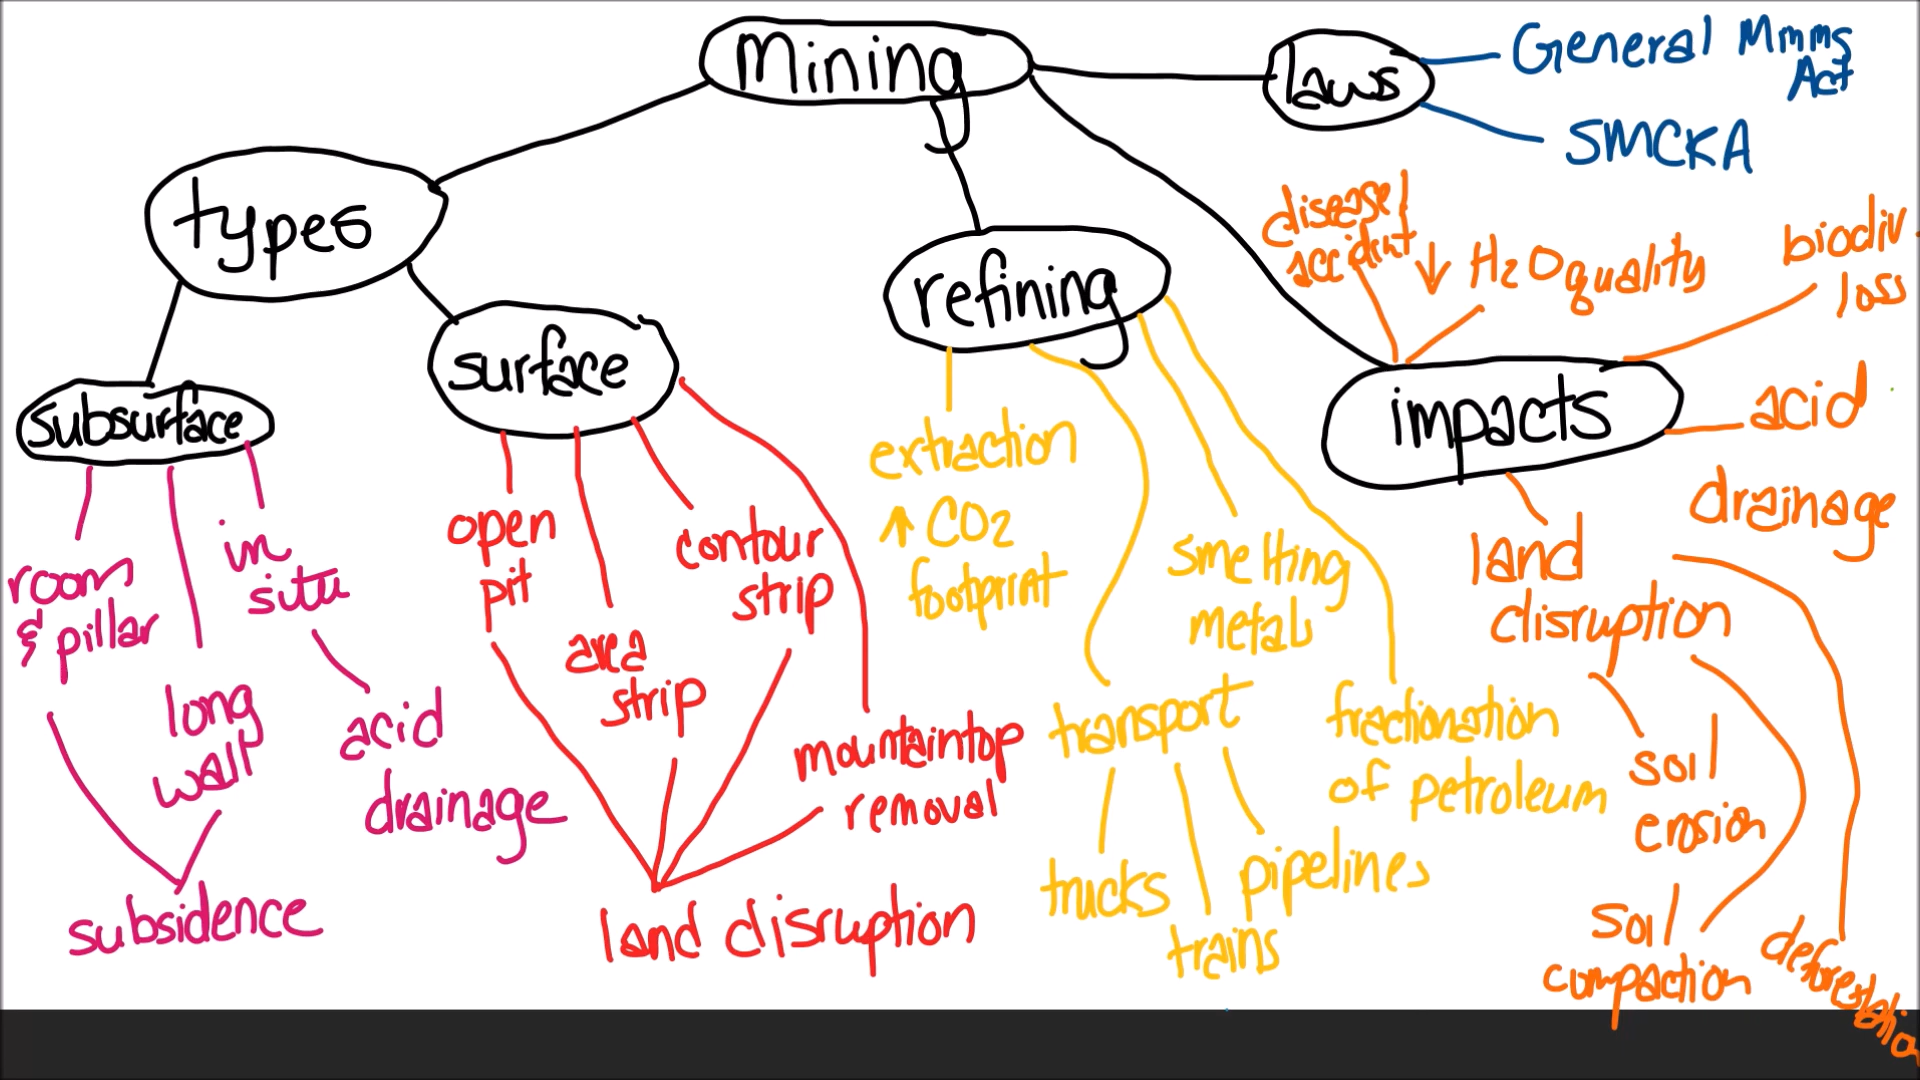 Mining
laws
General Mmms
Act
SMCKA
types
subsurface
surface
room
& pillar
long
wall
in
situ
acid
drainage
subsidence
open
pit
area
strip
contour
strip
mountaintop
removal
land disruption
refining
extraction
↑ CO2
footprint
transport
trucks
trains
pipelines
smelting
metals
fractionation
of petroleum
impacts
disease/
accident
↓ H2O quality
biodiv.
loss
acid
drainage
land
disruption
soil
erosion
soil
compaction
deforestation